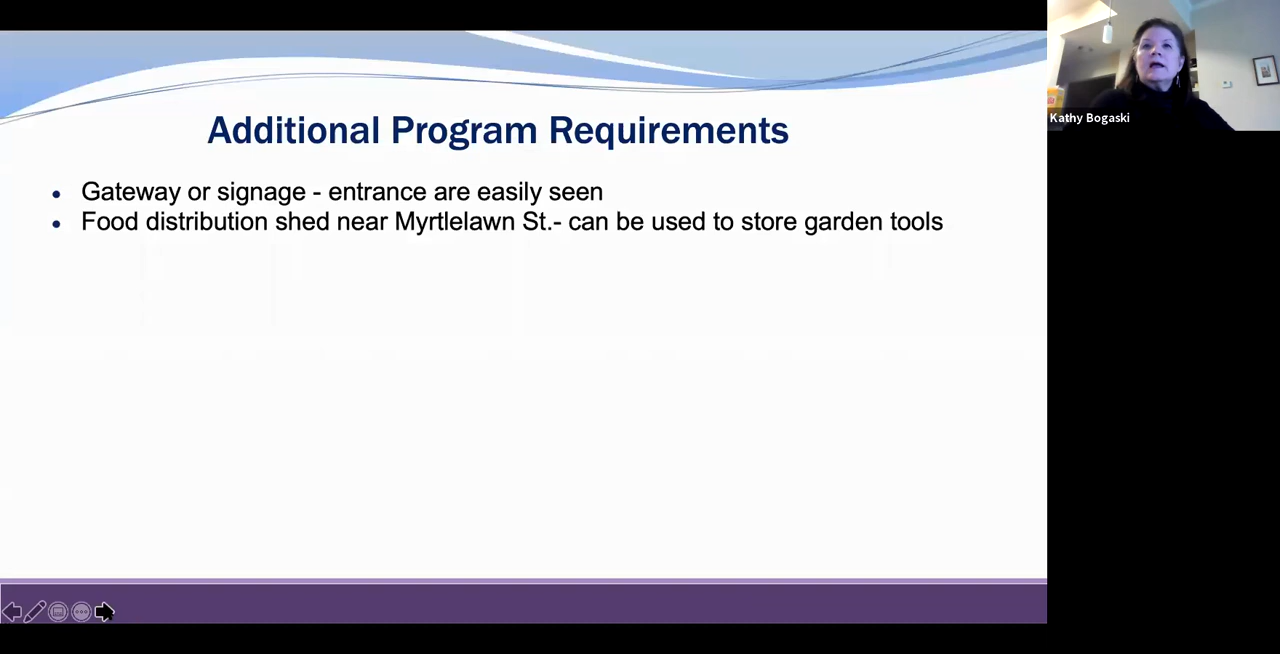 Additional Program Requirements
• Gateway or signage - entrance are easily seen
• Food distribution shed near Myrtlelawn St.- can be used to store garden tools
Kathy Bogaski